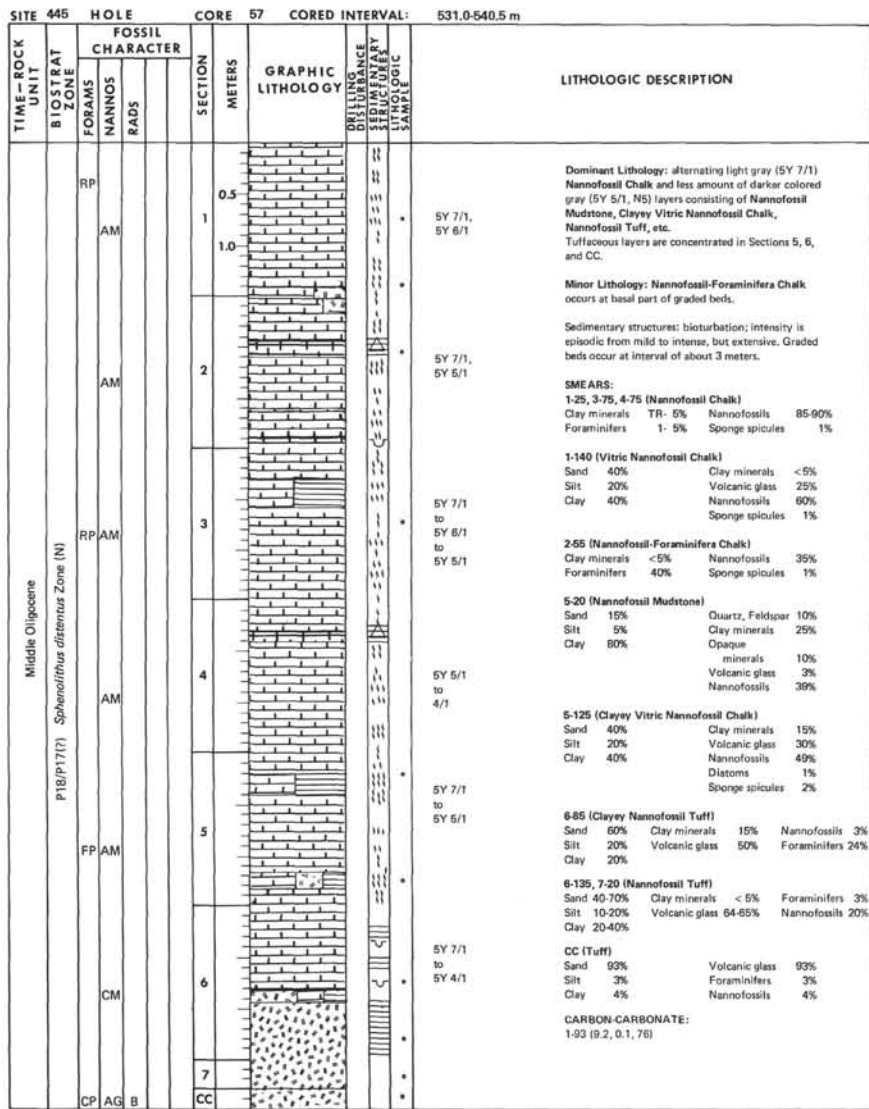 SITE 445 HOLE CORE 57 CORED INTERVAL: 531.0-540.5 m
TIME-ROCK UNIT
BIOSTRAT ZONE
FOSSIL CHARACTER
FORAMS
NANNOS
RADS
SECTION
METERS
GRAPHIC LITHOLOGY
DRILLING DISTURBANCE
SEDIMENTARY STRUCTURES
LITHOLOGIC SAMPLE
LITHOLOGIC DESCRIPTION
Middle Oligocene
P18/P17(?) Sphenolithus distentus Zone (N)
RP
AM
AM
RP AM
AM
FP AM
CM
CP AG B
1
0.5
1.0
2
3
4
5
6
7
CC
5Y 7/1,
5Y 6/1
5Y 7/1,
5Y 5/1
5Y 7/1
to
5Y 6/1
to
5Y 5/1
5Y 5/1
to
4/1
5Y 7/1
to
5Y 5/1
5Y 7/1
to
5Y 4/1
Dominant Lithology: alternating light gray (5Y 7/1)
Nannofossil Chalk and less amount of darker colored
gray (5Y 5/1, N5) layers consisting of Nannofossil
Mudstone, Clayey Vitric Nannofossil Chalk,
Nannofossil Tuff, etc.
Tuffaceous layers are concentrated in Sections 5, 6,
and CC.
Minor Lithology: Nannofossil-Foraminifera Chalk
occurs at basal part of graded beds.
Sedimentary structures: bioturbation; intensity is
episodic from mild to intense, but extensive. Graded
beds occur at interval of about 3 meters.
SMEARS:
1-25, 3-75, 4-75 (Nannofossil Chalk)
Clay minerals TR- 5% Nannofossils 85-90%
Foraminifers 1- 5% Sponge spicules 1%
1-140 (Vitric Nannofossil Chalk)
Sand 40% Clay minerals <5%
Silt 20% Volcanic glass 25%
Clay 40% Nannofossils 60%
Sponge spicules 1%
2-55 (Nannofossil-Foraminifera Chalk)
Clay minerals <5% Nannofossils 35%
Foraminifers 40% Sponge spicules 1%
5-20 (Nannofossil Mudstone)
Sand 15% Quartz, Feldspar 10%
Silt 5% Clay minerals 25%
Clay 80% Opaque
minerals 10%
Volcanic glass 3%
Nannofossils 39%
5-125 (Clayey Vitric Nannofossil Chalk)
Sand 40% Clay minerals 15%
Silt 20% Volcanic glass 30%
Clay 40% Nannofossils 49%
Diatoms 1%
Sponge spicules 2%
6-85 (Clayey Nannofossil Tuff)
Sand 60% Clay minerals 15% Nannofossils 3%
Silt 20% Volcanic glass 50% Foraminifers 24%
Clay 20%
6-135, 7-20 (Nannofossil Tuff)
Sand 40-70% Clay minerals < 5% Foraminifers 3%
Silt 10-20% Volcanic glass 64-65% Nannofossils 20%
Clay 20-40%
CC (Tuff)
Sand 93% Volcanic glass 93%
Silt 3% Foraminifers 3%
Clay 4% Nannofossils 4%
CARBON-CARBONATE:
1-93 (9.2, 0.1, 76)